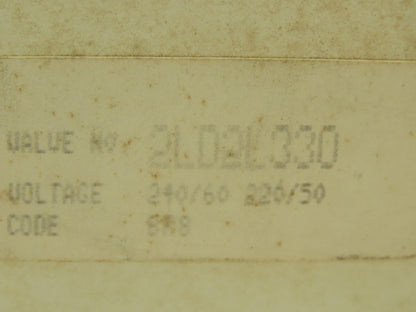 VALVE NO 2LD2L330
VOLTAGE 240/60 220/50
CODE